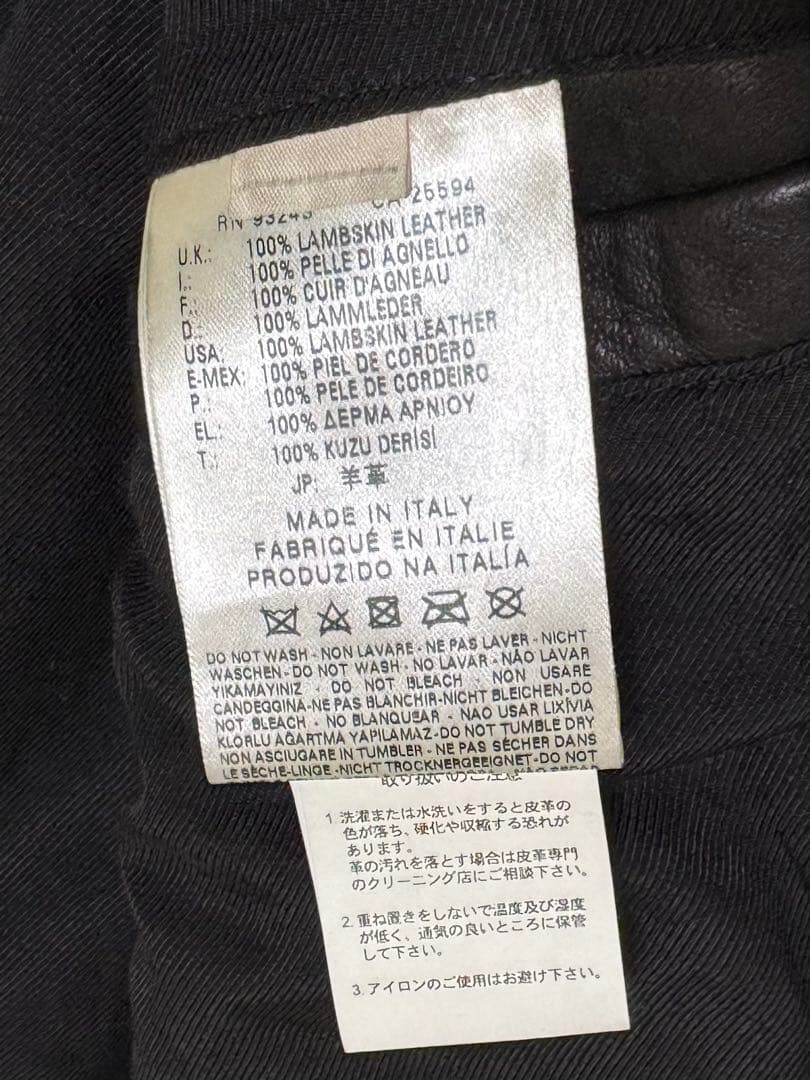 RN 93243 CA 25594
U.K.: 100% LAMBSKIN LEATHER
I.: 100% PELLE DI AGNELLO
F.: 100% CUIR D'AGNEAU
D.: 100% LAMMLEDER
USA: 100% LAMBSKIN LEATHER
E-MEX: 100% PIEL DE CORDERO
P.: 100% PELE DE CORDEIRO
EL.: 100% ΔΕΡΜΑ ΑΡΝΙΟΥ
T.: 100% KUZU DERİSİ
JP: 羊革
MADE IN ITALY
FABRIQUÉ EN ITALIE
PRODUZIDO NA ITALÍA
DO NOT WASH - NON LAVARE - NE PAS LAVER - NICHT
WASCHEN - DO NOT WASH - NO LAVAR - NÃO LAVAR
YIKAMAYINIZ - DO NOT BLEACH - NON USARE
CANDEGGINA-NE PAS BLANCHIR-NICHT BLEICHEN-DO
NOT BLEACH - NO BLANQUEAR - NAO USAR LIXÍVIA
KLORLU AĞARTMA YAPILAMAZ-DO NOT TUMBLE DRY
NON ASCIUGARE IN TUMBLER - NE PAS SÉCHER DANS
LE SÈCHE-LINGE - NICHT TROCKNERGEEIGNET - DO NOT
取り扱いのご注意
1. 洗濯または水洗いをすると皮革の
色が落ち、硬化や収縮する恐れが
あります。
革の汚れを落とす場合は皮革専門
のクリーニング店にご相談下さい。
2. 重ね置きをしないで温度及び湿度
が低く、通気の良いところに保管
して下さい。
3. アイロンのご使用はお避け下さい。